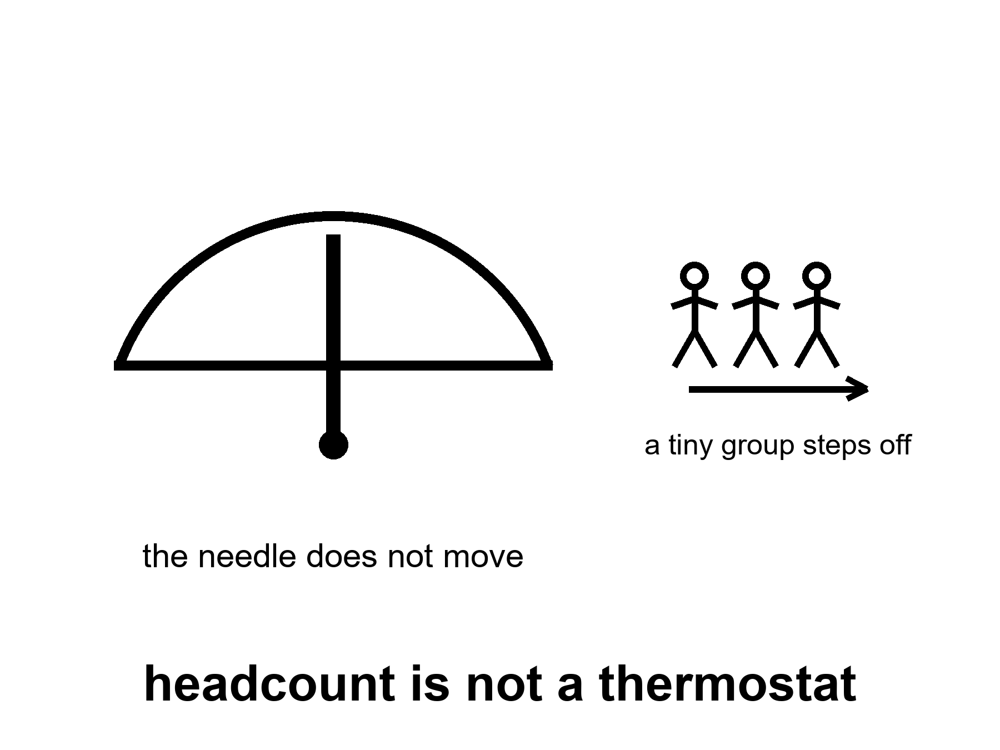 a tiny group steps off
the needle does not move
headcount is not a thermostat